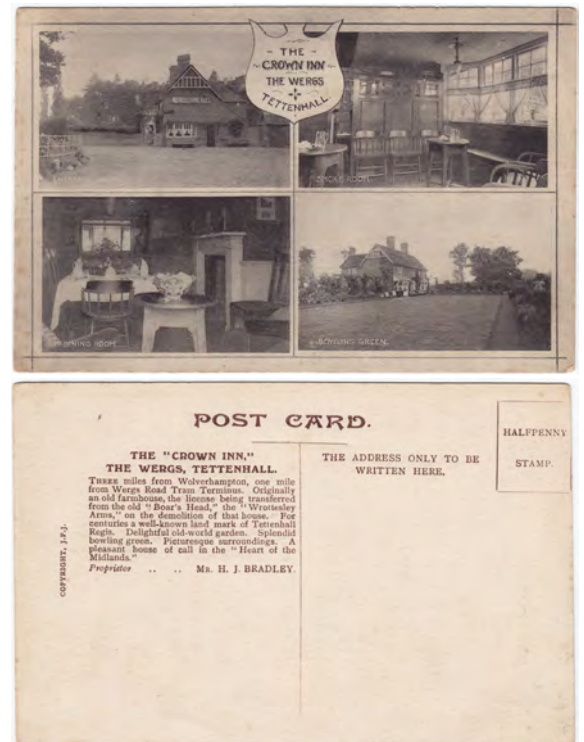 THE
CROWN INN
THE WERGS
TETTENHALL
SMOKE ROOM.
DINING ROOM.
BOWLING GREEN.
POST CARD.
THE "CROWN INN,"
THE WERGS, TETTENHALL.
THREE miles from Wolverhampton, one mile
from Wergs Road Tram Terminus. Originally
an old farmhouse, the license being transferred
from the old "Boar's Head," the "Wrottesley
Arms," on the demolition of that house. For
centuries a well-known land mark of Tettenhall
Regis. Delightful old-world garden. Splendid
bowling green. Picturesque surroundings. A
pleasant house of call in the "Heart of the
Midlands."
Proprietor .. .. MR. H. J. BRADLEY.
COPYRIGHT, J.F.J.
THE ADDRESS ONLY TO BE
WRITTEN HERE,
HALFPENNY
STAMP.